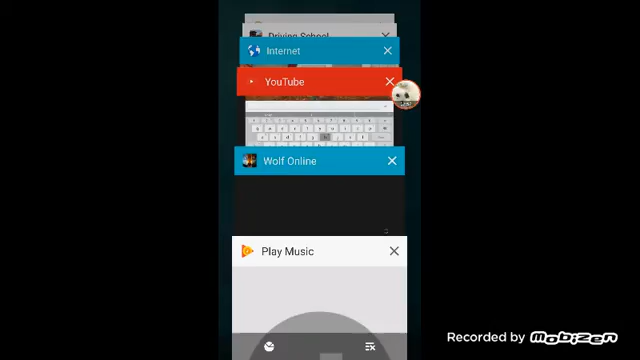 Driving School
Internet
YouTube
Wolf Online
Play Music
Recorded by mobizen